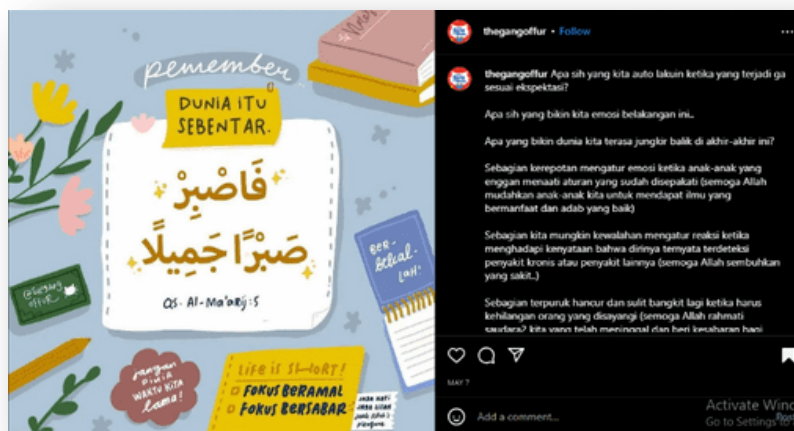 Notes
remember
DUNIA ITU
SEBENTAR.
فَاصْبِرْ
صَبْرًا جَمِيلًا
QS. Al-Ma'arij: 5
BER-
bekal-
LAH!
@thegang
offur
jangan
DUNIA
WAKTU KITA
lama!
LIFE IS SHORT!
FOKUS BERAMAL
FOKUS BERSABAR
thegangoffur • Follow
thegangoffur Apa sih yang kita auto lakuin ketika yang terjadi ga
sesuai ekspektasi?
Apa sih yang bikin kita emosi belakangan ini..
Apa yang bikin dunia kita terasa jungkir balik di akhir-akhir ini?
Sebagian kerepotan mengatur emosi ketika anak-anak yang
enggan menaati aturan yang sudah disepakati (semoga Allah
mudahkan anak-anak kita untuk mendapat ilmu yang
bermanfaat dan adab yang baik)
Sebagian kita mungkin kewalahan mengatur reaksi ketika
menghadapi kenyataan bahwa dirinya ternyata terdeteksi
penyakit kronis atau penyakit lainnya (semoga Allah sembuhkan
yang sakit..)
Sebagian terpuruk hancur dan sulit bangkit lagi ketika harus
kehilangan orang yang disayangi (semoga Allah rahmati
saudara2 kita yang telah meninggal dan beri kesabaran bagi
MAY 7
Add a comment...
Activate Wind
Go to Settings to